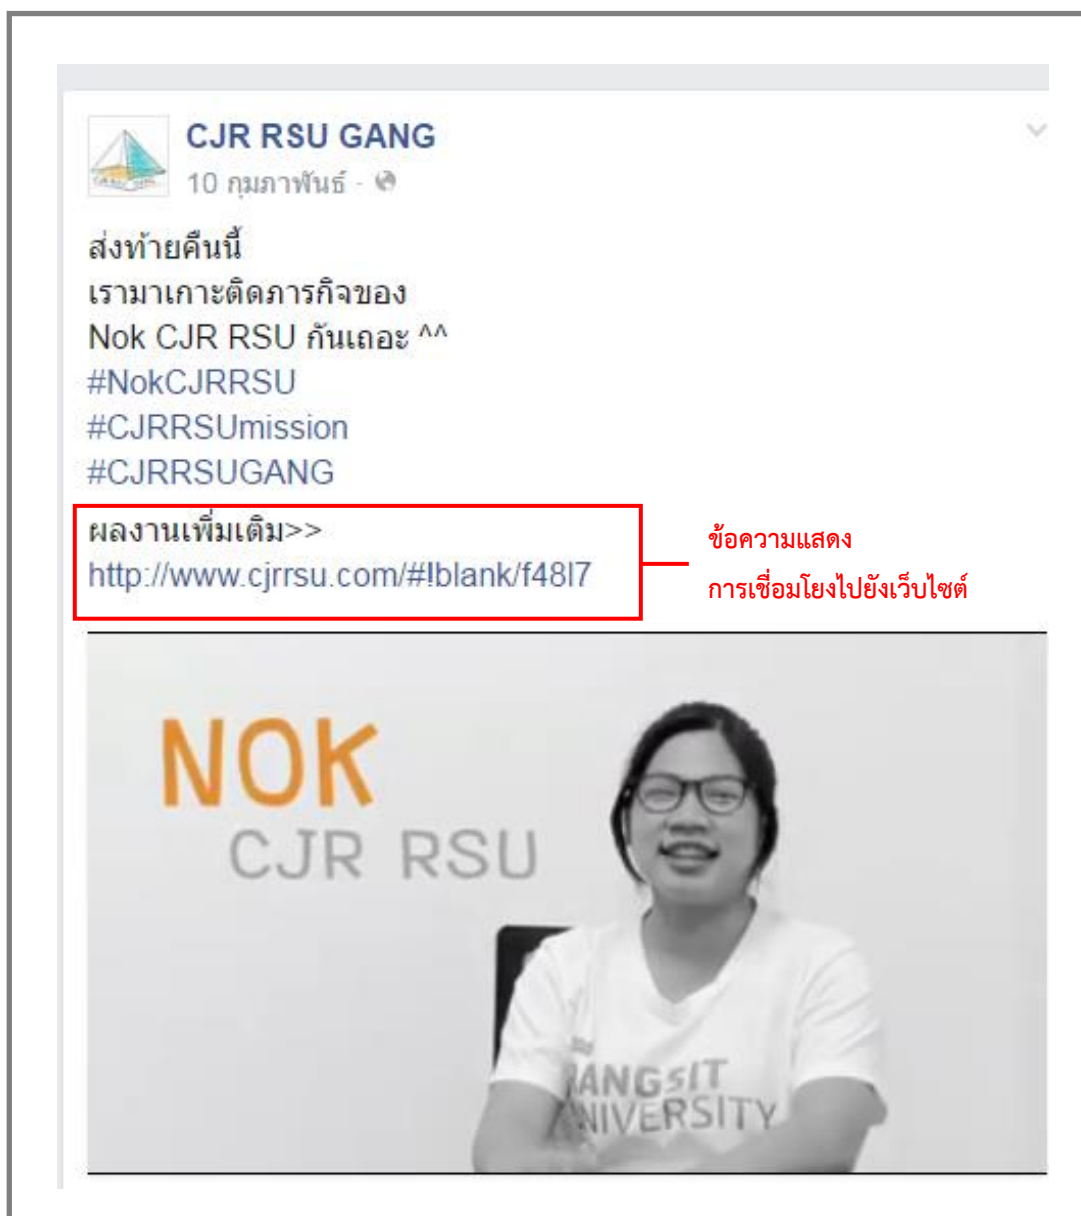 CJR RSU GANG
10 กุมภาพันธ์ ·
ส่งท้ายคืนนี้
เรามาเกาะติดภารกิจของ
Nok CJR RSU กันเถอะ ^^
#NokCJRRSU
#CJRRSUmission
#CJRRSUGANG
ผลงานเพิ่มเติม>>
http://www.cjrrsu.com/#!blank/f48l7
ข้อความแสดง
การเชื่อมโยงไปยังเว็บไซต์
NOK
CJR RSU
RANGSIT
UNIVERSITY